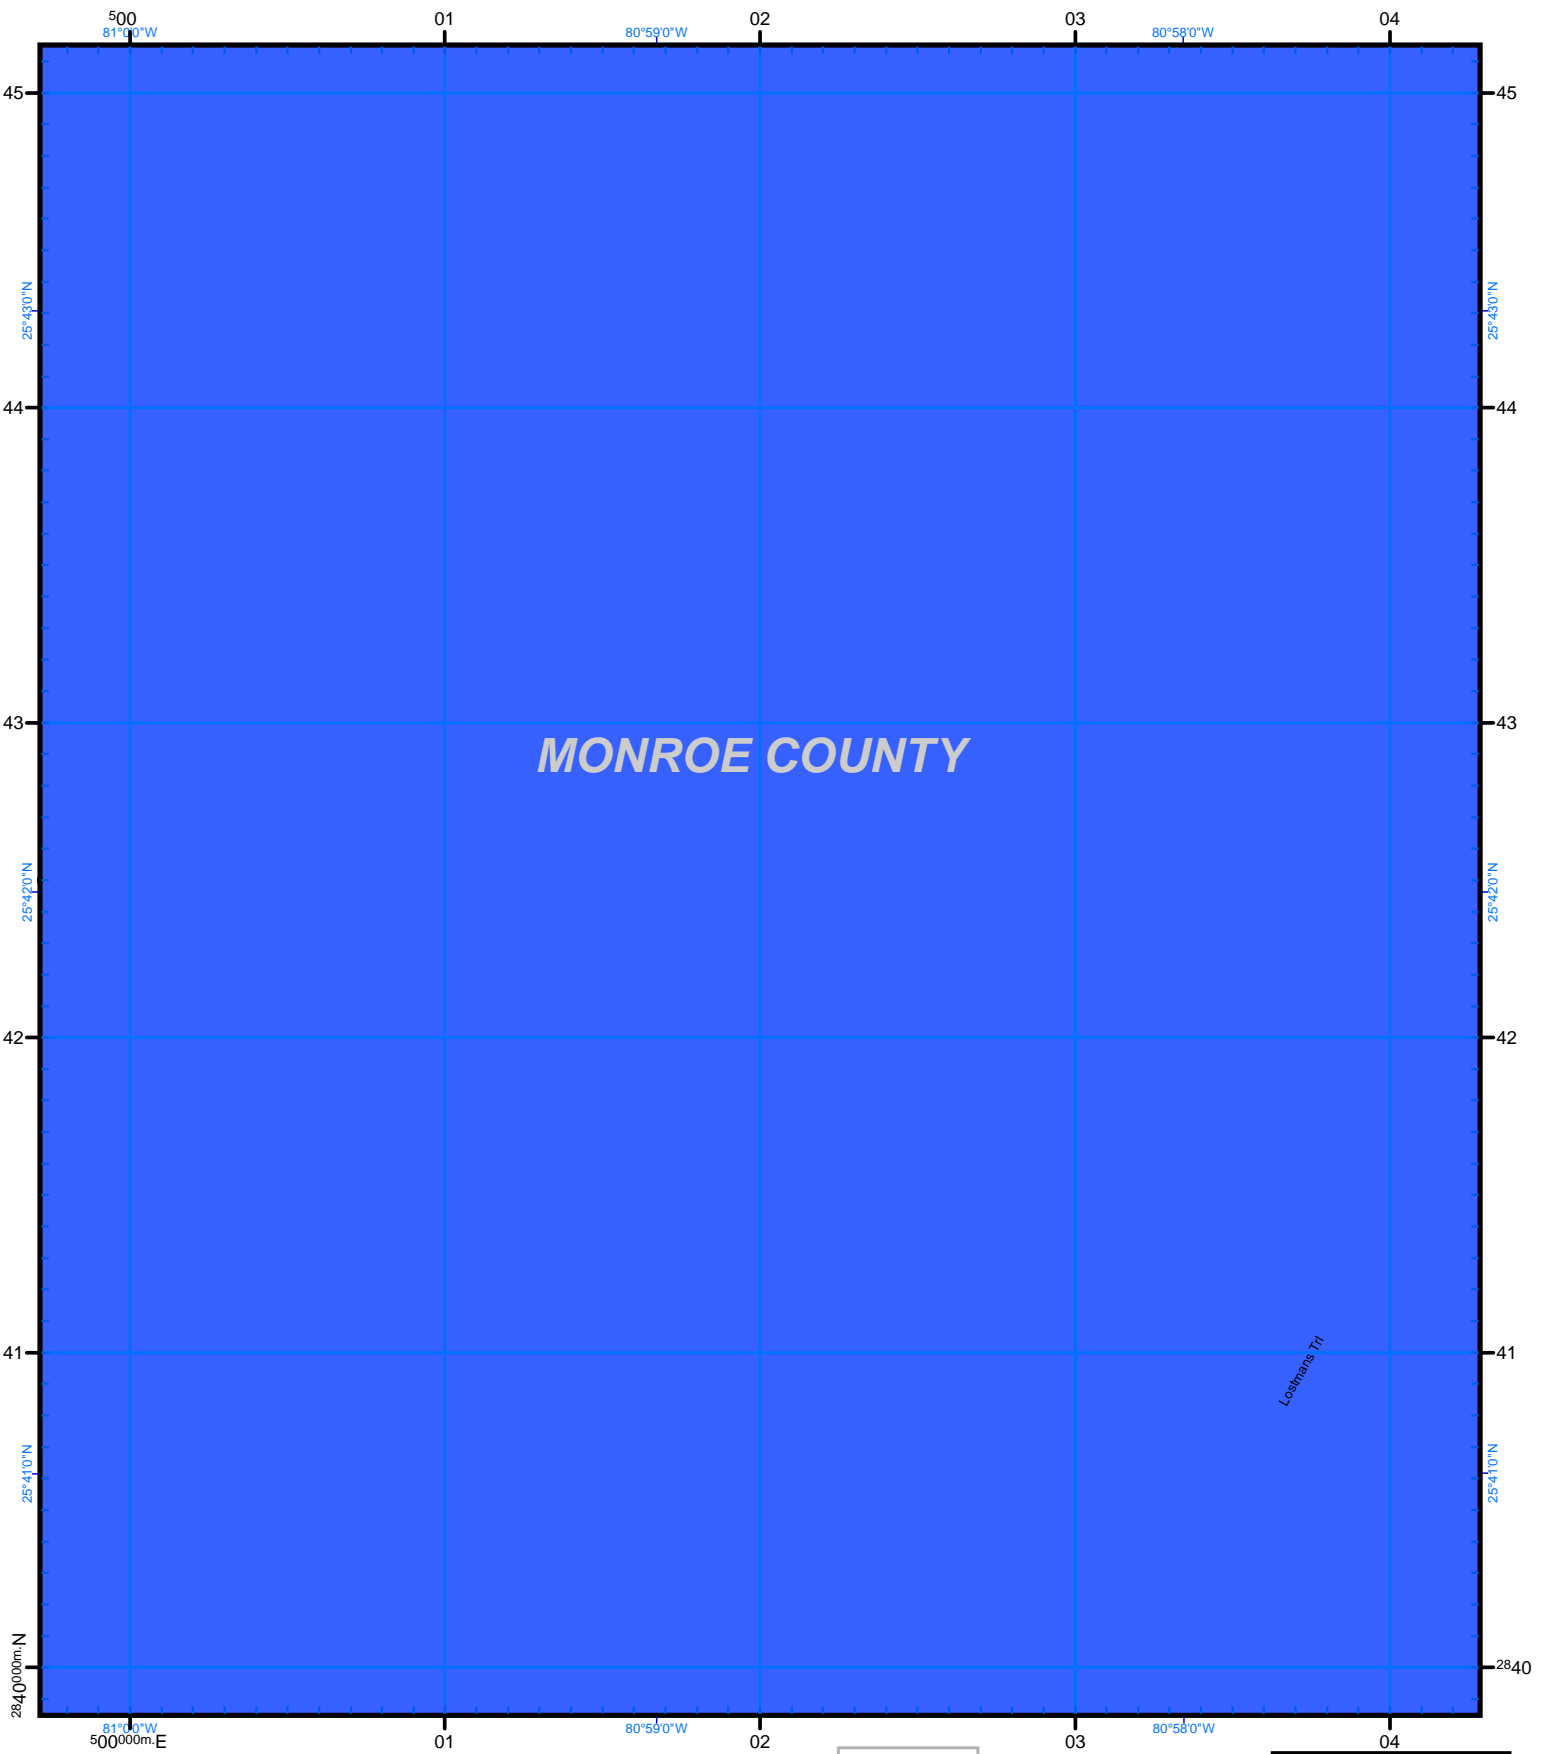 500 01 02 03 04
81°0'0"W 80°59'0"W 80°58'0"W
45 45
25°43'0"N 25°43'0"N
44 44
43 43
MONROE COUNTY
25°42'0"N 25°42'0"N
42 42
Lostmans Trl
41 41
25°41'0"N 25°41'0"N
2840000m.N 2840
81°0'0"W 80°59'0"W 80°58'0"W
500000m.E 01 02 03 04